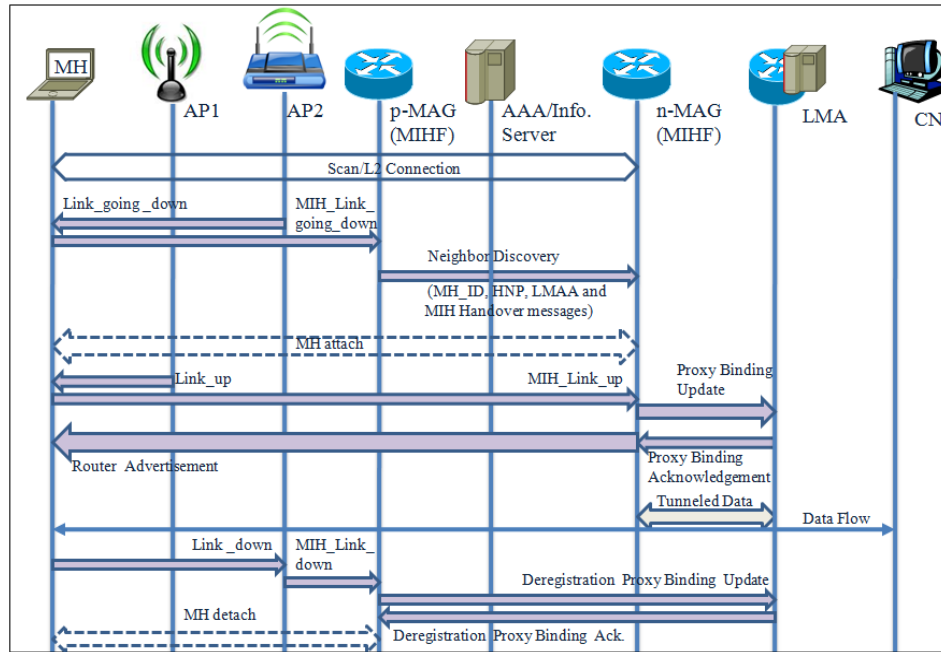 MH
AP1
AP2
p-MAG
(MIHF)
AAA/Info.
Server
n-MAG
(MIHF)
LMA
CN
Scan/L2 Connection
Link_going _down
MIH_Link_
going_down
Neighbor Discovery
(MH_ID, HNP, LMAA and
MIH Handover messages)
MH attach
Link_up
MIH_Link_up
Proxy Binding
Update
Router Advertisement
Proxy Binding
Acknowledgement
Tunneled Data
Data Flow
Link _down
MIH_Link_
down
Deregistration Proxy Binding Update
MH detach
Deregistration Proxy Binding Ack.